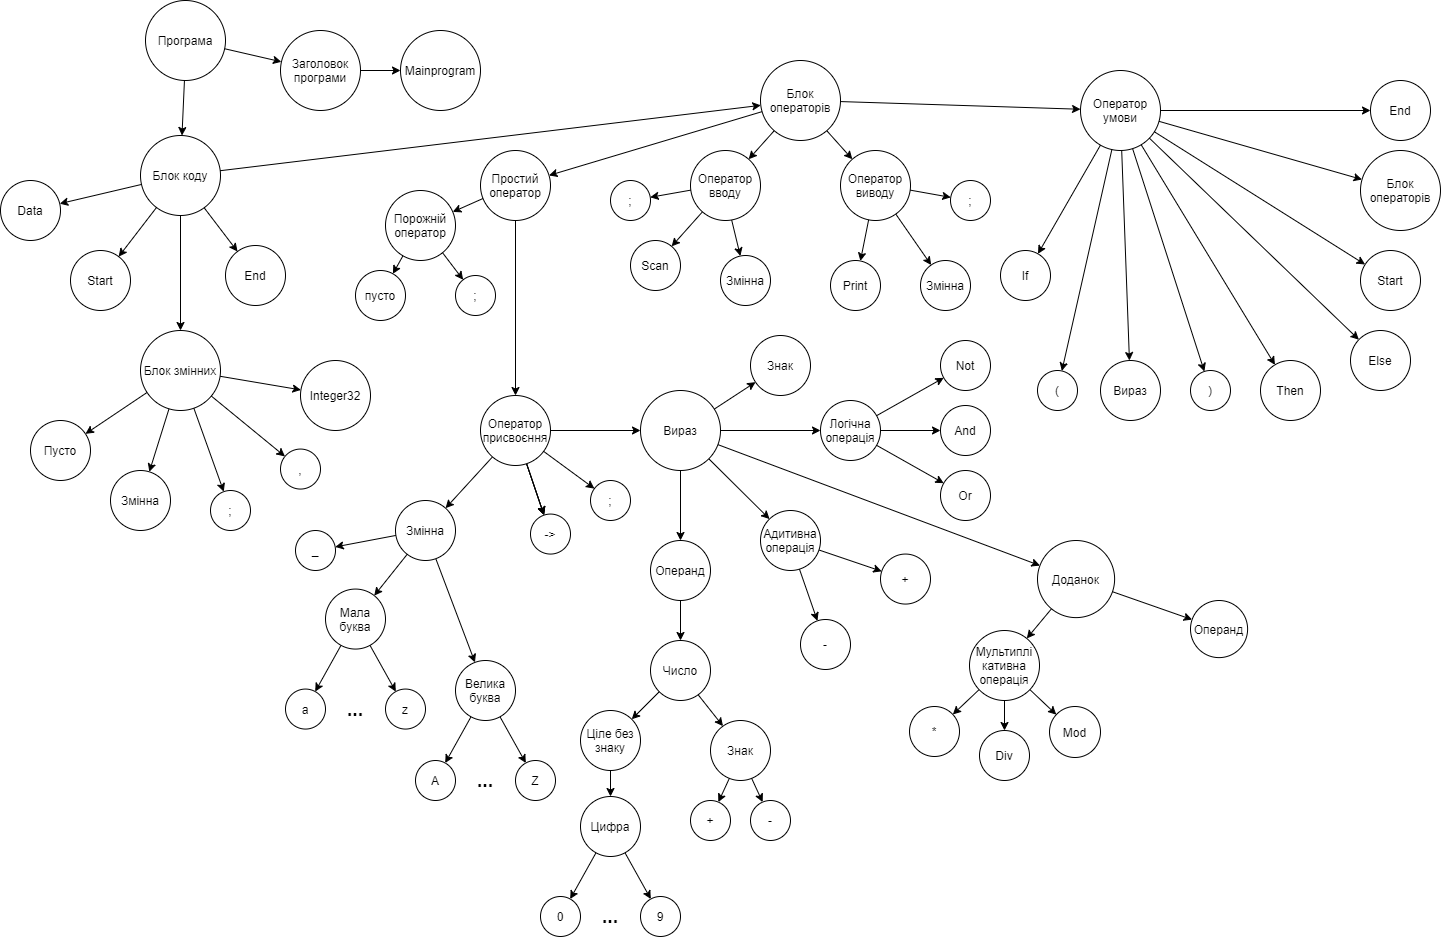 Програма
Заголовок
програми
Mainprogram
Блок
операторів
Оператор
умови
End
Блок коду
Data
Start
End
Простий
оператор
Порожній
оператор
пусто
;
Оператор
вводу
;
Scan
Змінна
Оператор
виводу
;
Print
Змінна
If
(
Вираз
)
Then
Else
Start
Блок
операторів
Блок змінних
Integer32
Пусто
Змінна
;
,
Оператор
присвоєння
->
;
Вираз
Знак
Логічна
операція
Not
And
Or
Змінна
_
Мала
буква
a
...
z
Велика
буква
A
...
Z
Операнд
Адитивна
операція
+
-
Доданок
Операнд
Мультиплі
кативна
операція
*
Div
Mod
Число
Ціле без
знаку
Знак
+
-
Цифра
0
...
9